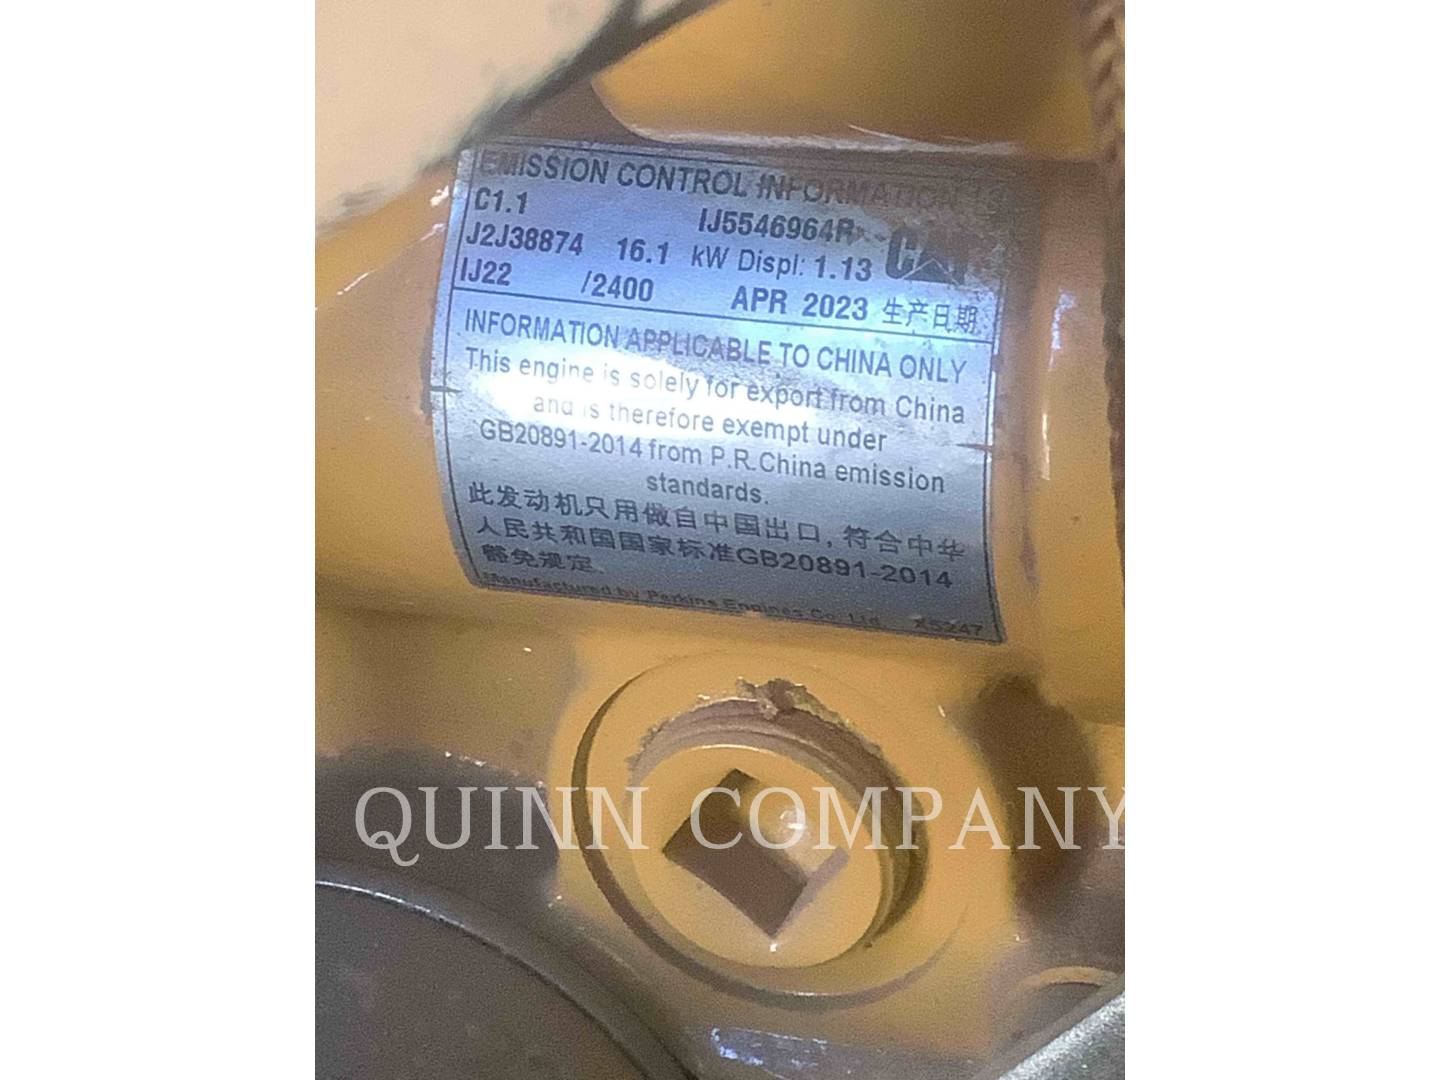 EMISSION CONTROL INFORMATION
C1.1 IJ5546964R CAT
J2J38874 16.1 kW Displ: 1.13
IJ22 /2400 APR 2023 生产日期
INFORMATION APPLICABLE TO CHINA ONLY
This engine is solely for export from China
and is therefore exempt under
GB20891-2014 from P.R.China emission
standards.
此发动机只用做自中国出口, 符合中华
人民共和国国家标准GB20891-2014
豁免规定.
Manufactured by Perkins Engines Co. Ltd. X5247
QUINN COMPANY